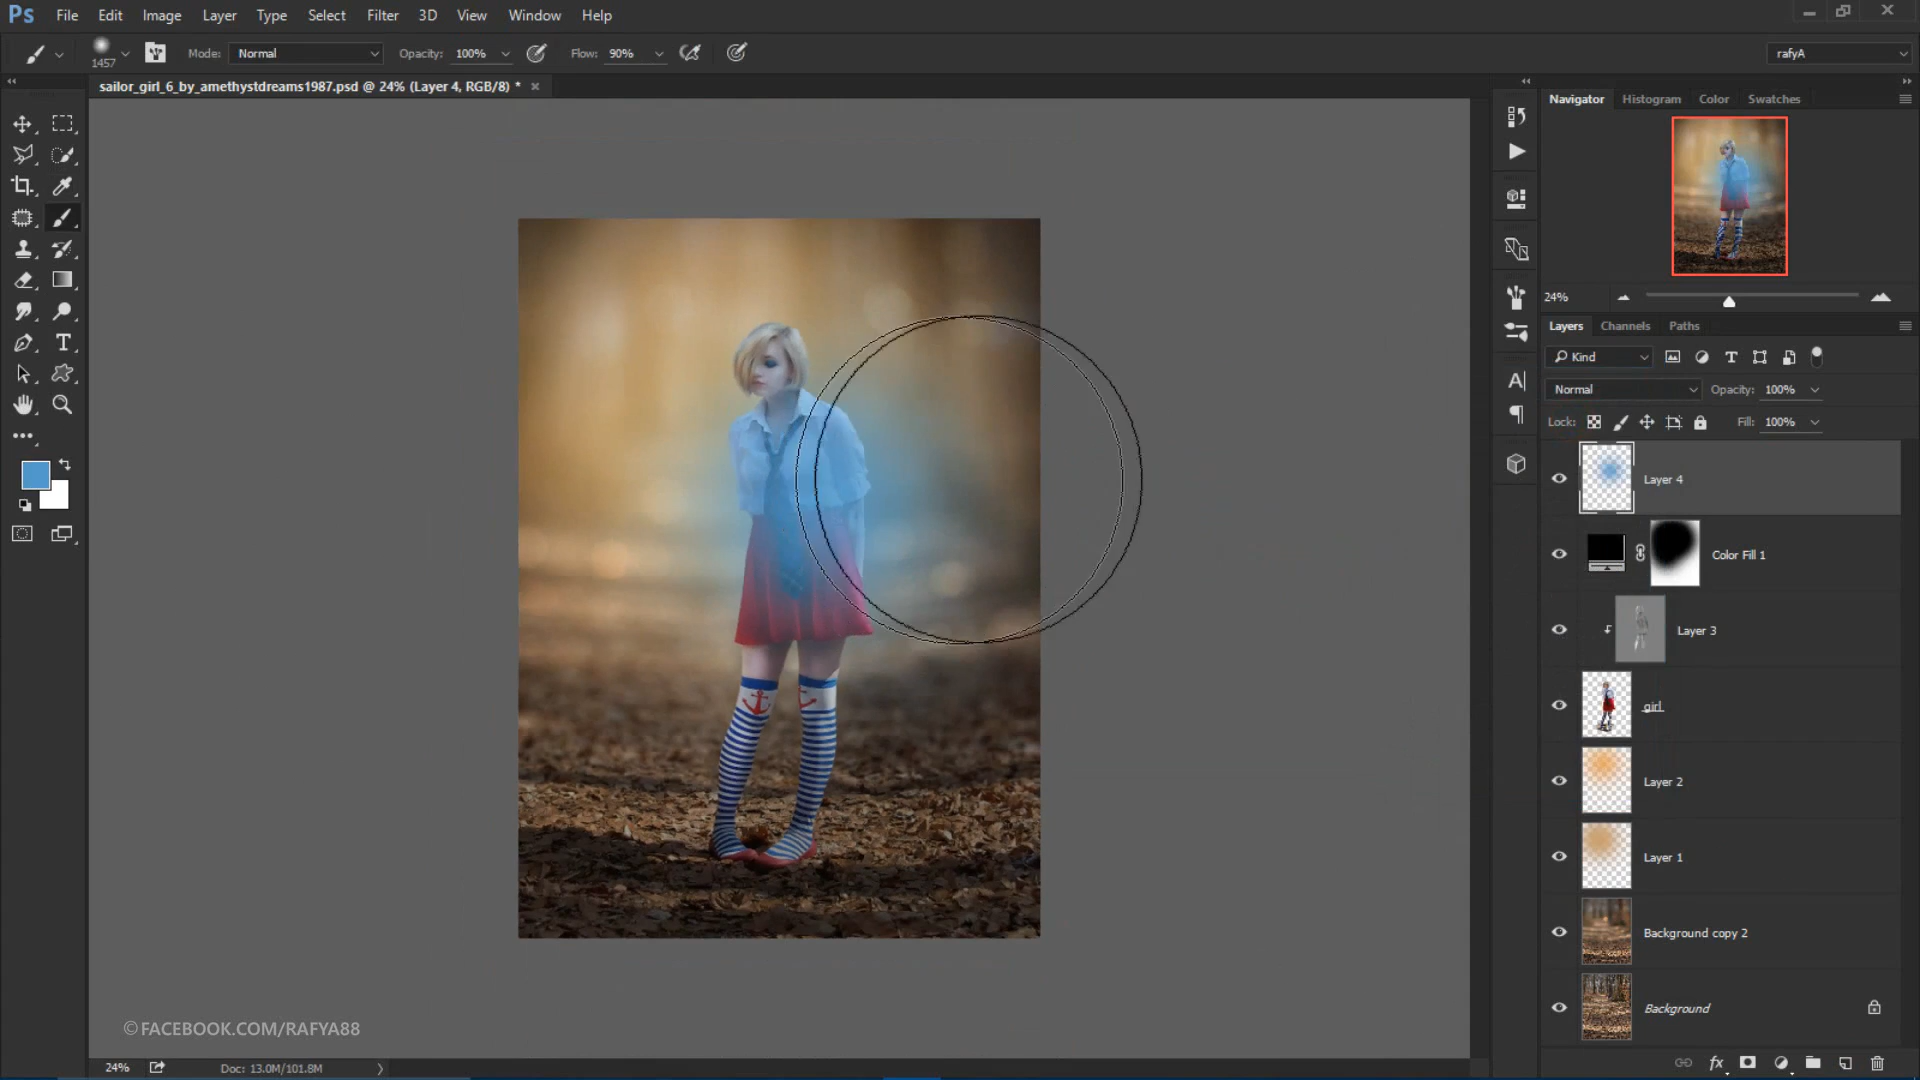 Ps File Edit Image Layer Type Select Filter 3D View Window Help
1457 Mode: Normal Opacity: 100% Flow: 90% rafyA
sailor_girl_6_by_amethystdreams1987.psd @ 24% (Layer 4, RGB/8) *
Navigator Histogram Color Swatches
24%
Layers Channels Paths
Kind
Normal Opacity: 100%
Lock: Fill: 100%
Layer 4
Color Fill 1
Layer 3
girl
Layer 2
Layer 1
Background copy 2
Background
©FACEBOOK.COM/RAFYA88
24% Doc: 13.0M/101.8M